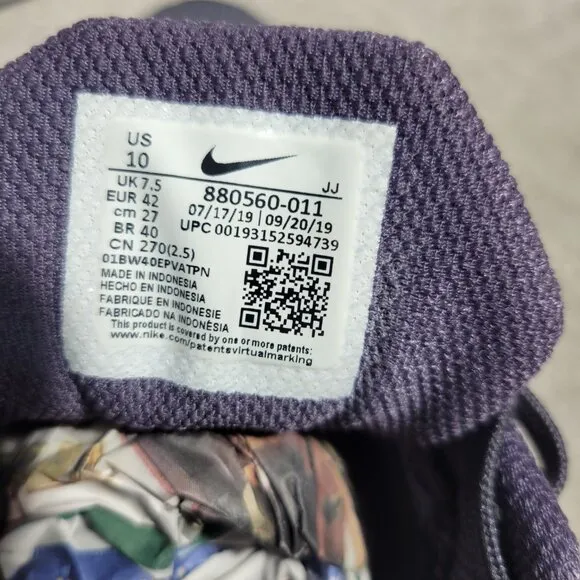 US
10
UK 7.5
EUR 42
cm 27
BR 40
CN 270(2.5)
01BW40EPVATPN
JJ
880560-011
07/17/19 | 09/20/19
UPC 00193152594739
MADE IN INDONESIA
HECHO EN INDONESIA
FABRIQUE EN INDONESIE
FABRICADO NA INDONÉSIA
This product is covered by one or more patents:
www.nike.com/patentsvirtualmarking